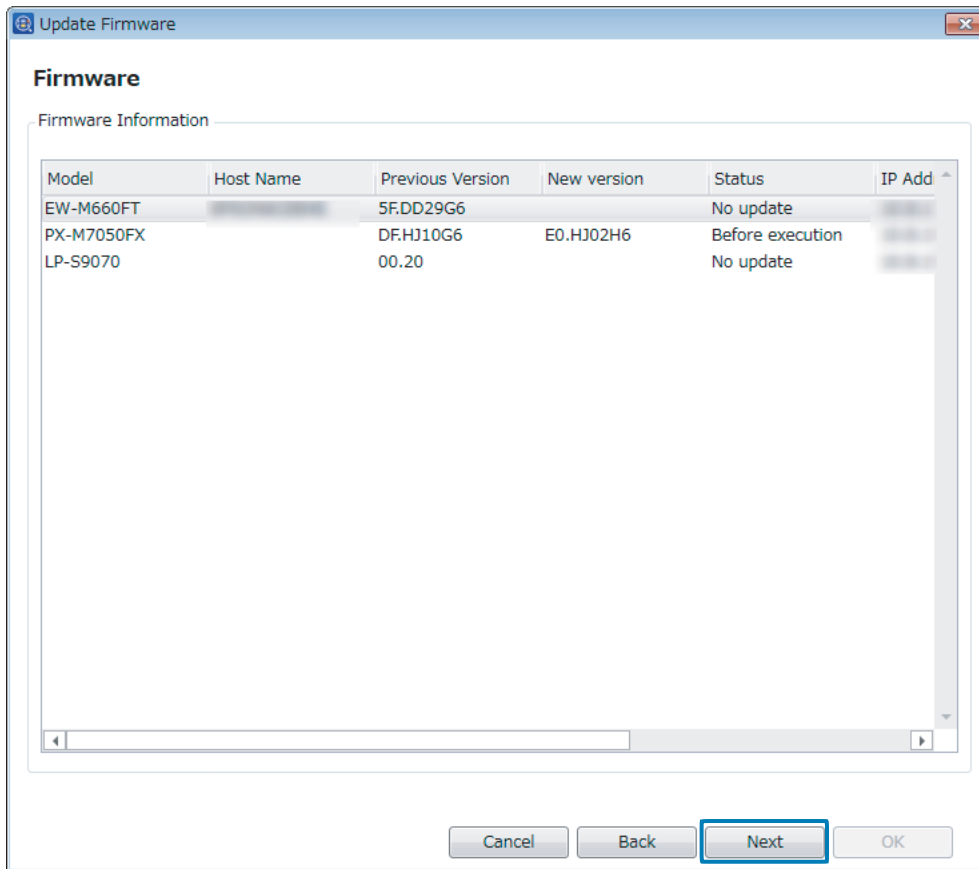 Update Firmware
Firmware
Firmware Information
Model Host Name Previous Version New version Status IP Add
EW-M660FT 5F.DD29G6 No update
PX-M7050FX DF.HJ10G6 E0.HJ02H6 Before execution
LP-S9070 00.20 No update
Cancel Back Next OK